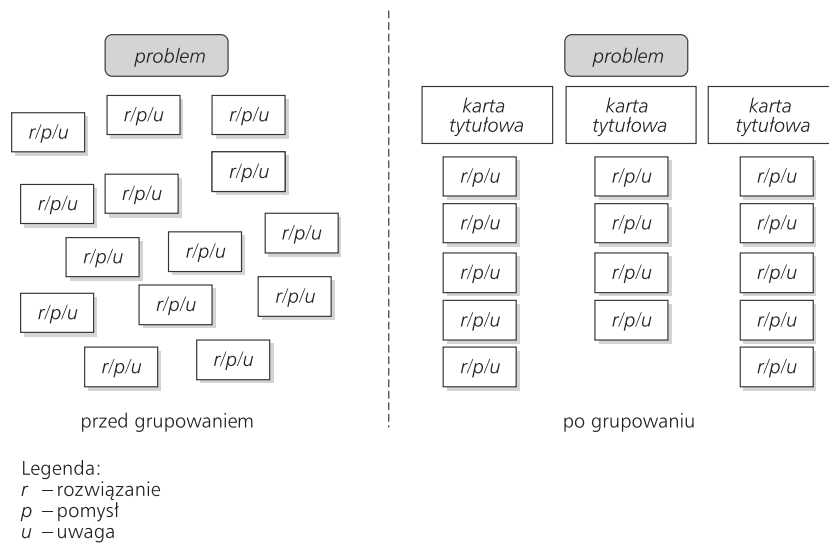 problem
r/p/u
r/p/u
r/p/u
r/p/u
r/p/u
r/p/u
r/p/u
r/p/u
r/p/u
r/p/u
r/p/u
r/p/u
r/p/u
r/p/u
przed grupowaniem
problem
karta
tytułowa
r/p/u
r/p/u
r/p/u
r/p/u
r/p/u
karta
tytułowa
r/p/u
r/p/u
r/p/u
r/p/u
karta
tytułowa
r/p/u
r/p/u
r/p/u
r/p/u
r/p/u
po grupowaniu
Legenda:
r – rozwiązanie
p – pomysł
u – uwaga